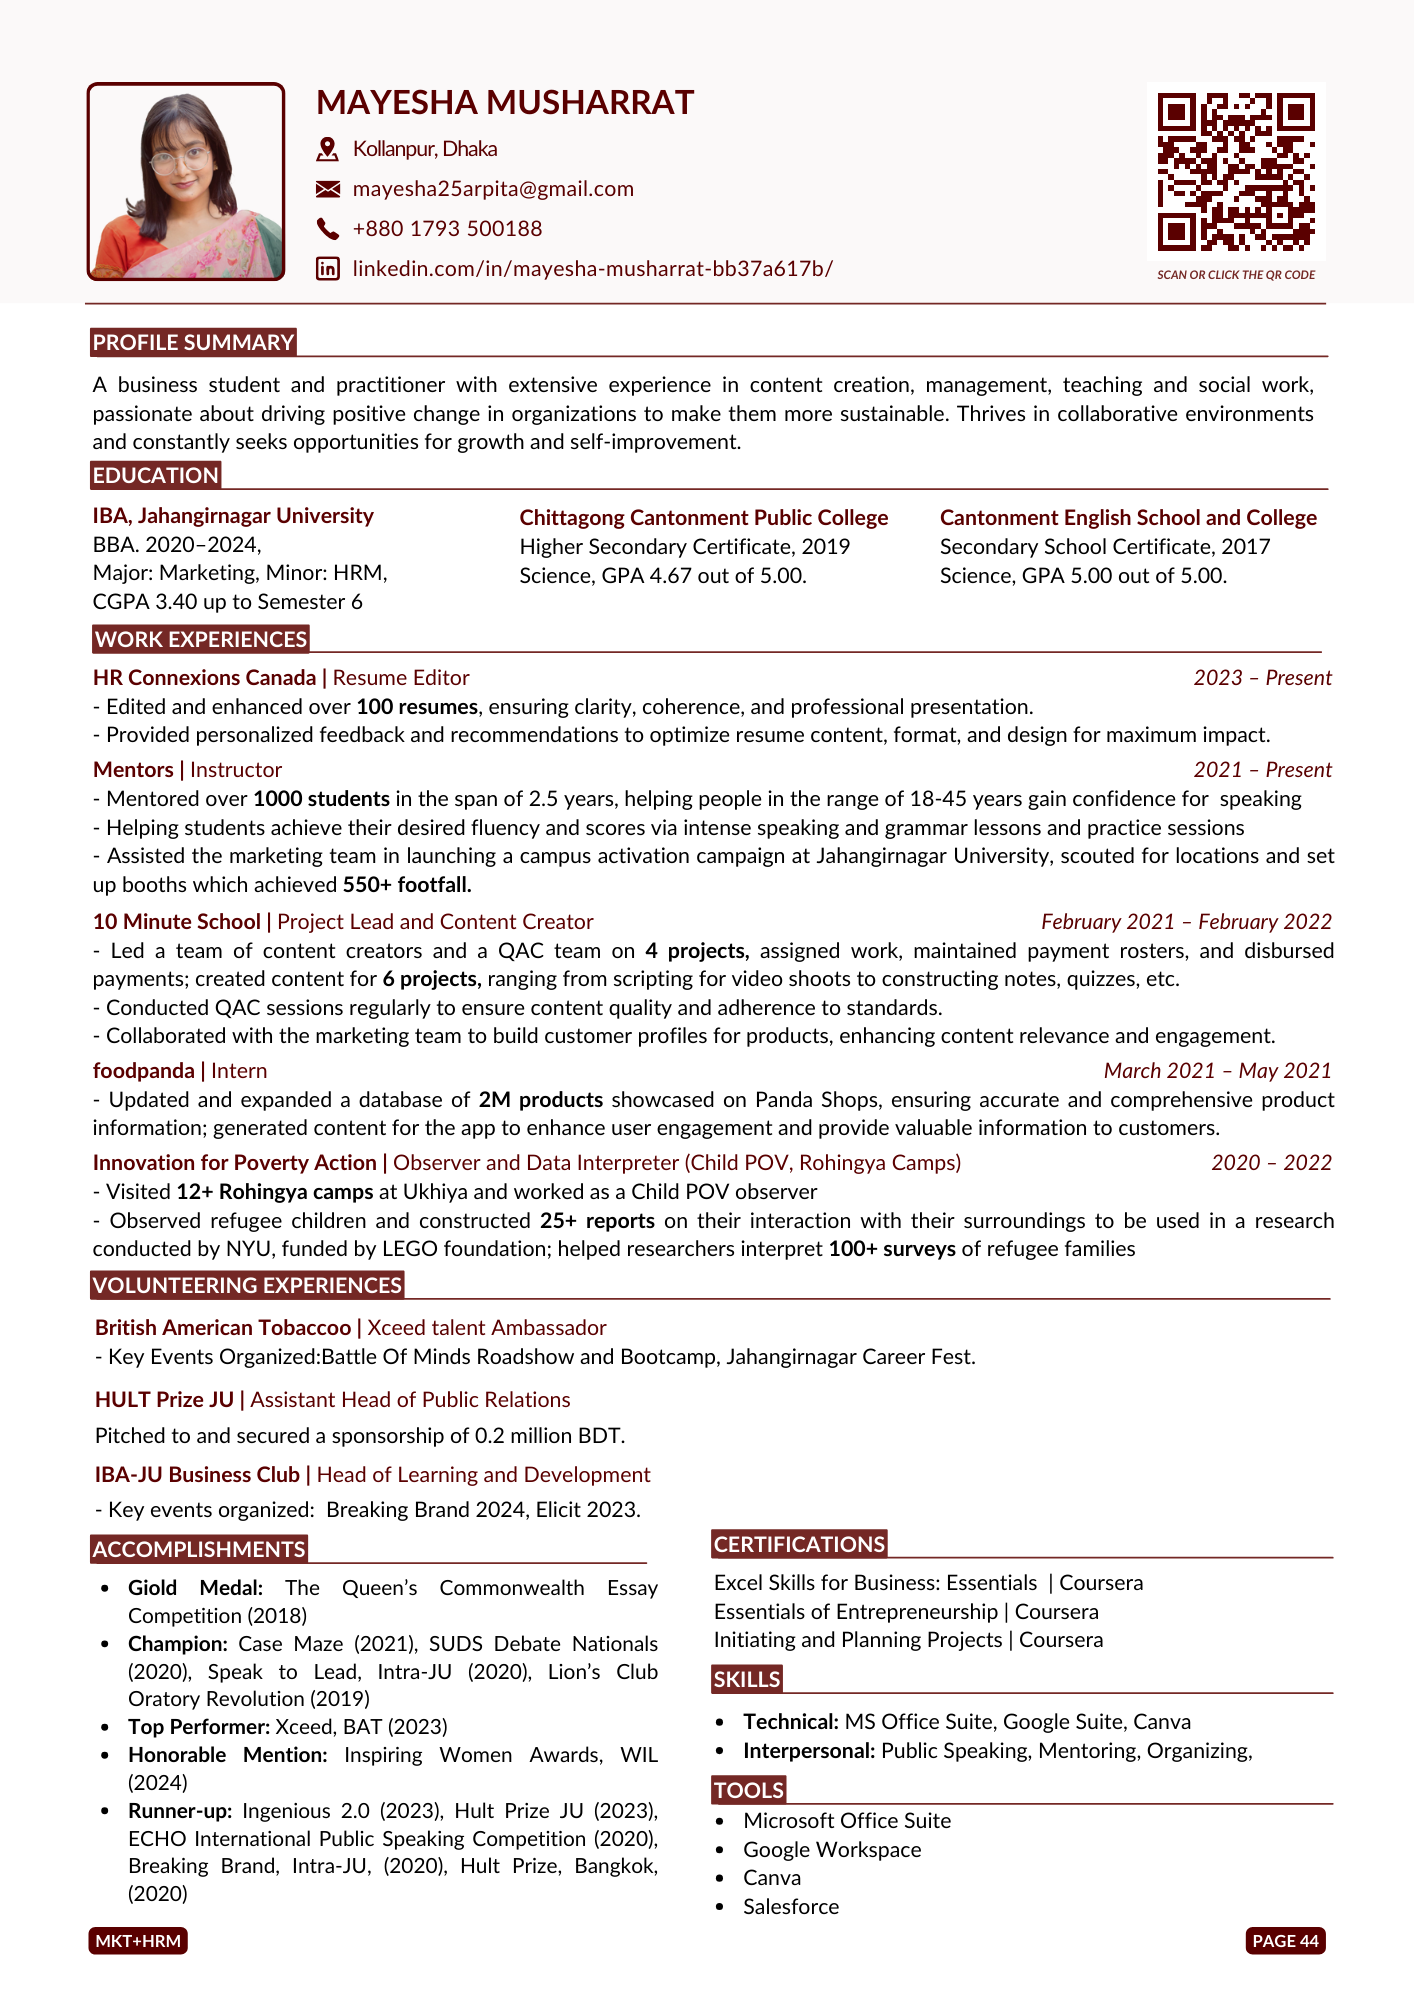 MAYESHA MUSHARRAT
Kollanpur, Dhaka
mayesha25arpita@gmail.com
+880 1793 500188
linkedin.com/in/mayesha-musharrat-bb37a617b/
SCAN OR CLICK THE QR CODE
PROFILE SUMMARY
A business student and practitioner with extensive experience in content creation, management, teaching and social work,
passionate about driving positive change in organizations to make them more sustainable. Thrives in collaborative environments
and constantly seeks opportunities for growth and self-improvement.
EDUCATION
IBA, Jahangirnagar University
BBA. 2020–2024,
Major: Marketing, Minor: HRM,
CGPA 3.40 up to Semester 6
Chittagong Cantonment Public College
Higher Secondary Certificate, 2019
Science, GPA 4.67 out of 5.00.
Cantonment English School and College
Secondary School Certificate, 2017
Science, GPA 5.00 out of 5.00.
WORK EXPERIENCES
HR Connexions Canada | Resume Editor 2023 – Present
- Edited and enhanced over 100 resumes, ensuring clarity, coherence, and professional presentation.
- Provided personalized feedback and recommendations to optimize resume content, format, and design for maximum impact.
Mentors | Instructor 2021 – Present
- Mentored over 1000 students in the span of 2.5 years, helping people in the range of 18-45 years gain confidence for speaking
- Helping students achieve their desired fluency and scores via intense speaking and grammar lessons and practice sessions
- Assisted the marketing team in launching a campus activation campaign at Jahangirnagar University, scouted for locations and set
up booths which achieved 550+ footfall.
10 Minute School | Project Lead and Content Creator February 2021 – February 2022
- Led a team of content creators and a QAC team on 4 projects, assigned work, maintained payment rosters, and disbursed
payments; created content for 6 projects, ranging from scripting for video shoots to constructing notes, quizzes, etc.
- Conducted QAC sessions regularly to ensure content quality and adherence to standards.
- Collaborated with the marketing team to build customer profiles for products, enhancing content relevance and engagement.
foodpanda | Intern March 2021 – May 2021
- Updated and expanded a database of 2M products showcased on Panda Shops, ensuring accurate and comprehensive product
information; generated content for the app to enhance user engagement and provide valuable information to customers.
Innovation for Poverty Action | Observer and Data Interpreter (Child POV, Rohingya Camps) 2020 – 2022
- Visited 12+ Rohingya camps at Ukhiya and worked as a Child POV observer
- Observed refugee children and constructed 25+ reports on their interaction with their surroundings to be used in a research
conducted by NYU, funded by LEGO foundation; helped researchers interpret 100+ surveys of refugee families
VOLUNTEERING EXPERIENCES
British American Tobaccoo | Xceed talent Ambassador
- Key Events Organized:Battle Of Minds Roadshow and Bootcamp, Jahangirnagar Career Fest.
HULT Prize JU | Assistant Head of Public Relations
Pitched to and secured a sponsorship of 0.2 million BDT.
IBA-JU Business Club | Head of Learning and Development
- Key events organized: Breaking Brand 2024, Elicit 2023.
ACCOMPLISHMENTS
• Giold Medal: The Queen’s Commonwealth Essay
Competition (2018)
• Champion: Case Maze (2021), SUDS Debate Nationals
(2020), Speak to Lead, Intra-JU (2020), Lion’s Club
Oratory Revolution (2019)
• Top Performer: Xceed, BAT (2023)
• Honorable Mention: Inspiring Women Awards, WIL
(2024)
• Runner-up: Ingenious 2.0 (2023), Hult Prize JU (2023),
ECHO International Public Speaking Competition (2020),
Breaking Brand, Intra-JU, (2020), Hult Prize, Bangkok,
(2020)
CERTIFICATIONS
Excel Skills for Business: Essentials | Coursera
Essentials of Entrepreneurship | Coursera
Initiating and Planning Projects | Coursera
SKILLS
• Technical: MS Office Suite, Google Suite, Canva
• Interpersonal: Public Speaking, Mentoring, Organizing,
TOOLS
• Microsoft Office Suite
• Google Workspace
• Canva
• Salesforce
MKT+HRM
PAGE 44